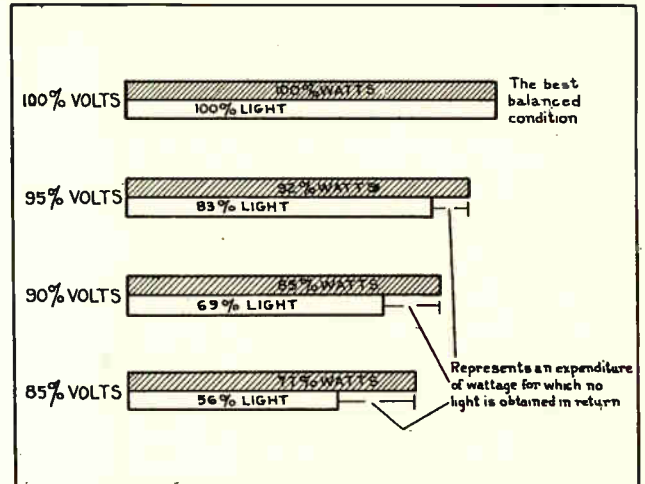 100% VOLTS
100% WATTS
100% LIGHT
The best
balanced
condition
95% VOLTS
92% WATTS
83% LIGHT
90% VOLTS
85% WATTS
69% LIGHT
85% VOLTS
77% WATTS
56% LIGHT
Represents an expenditure
of wattage for which no
light is obtained in return